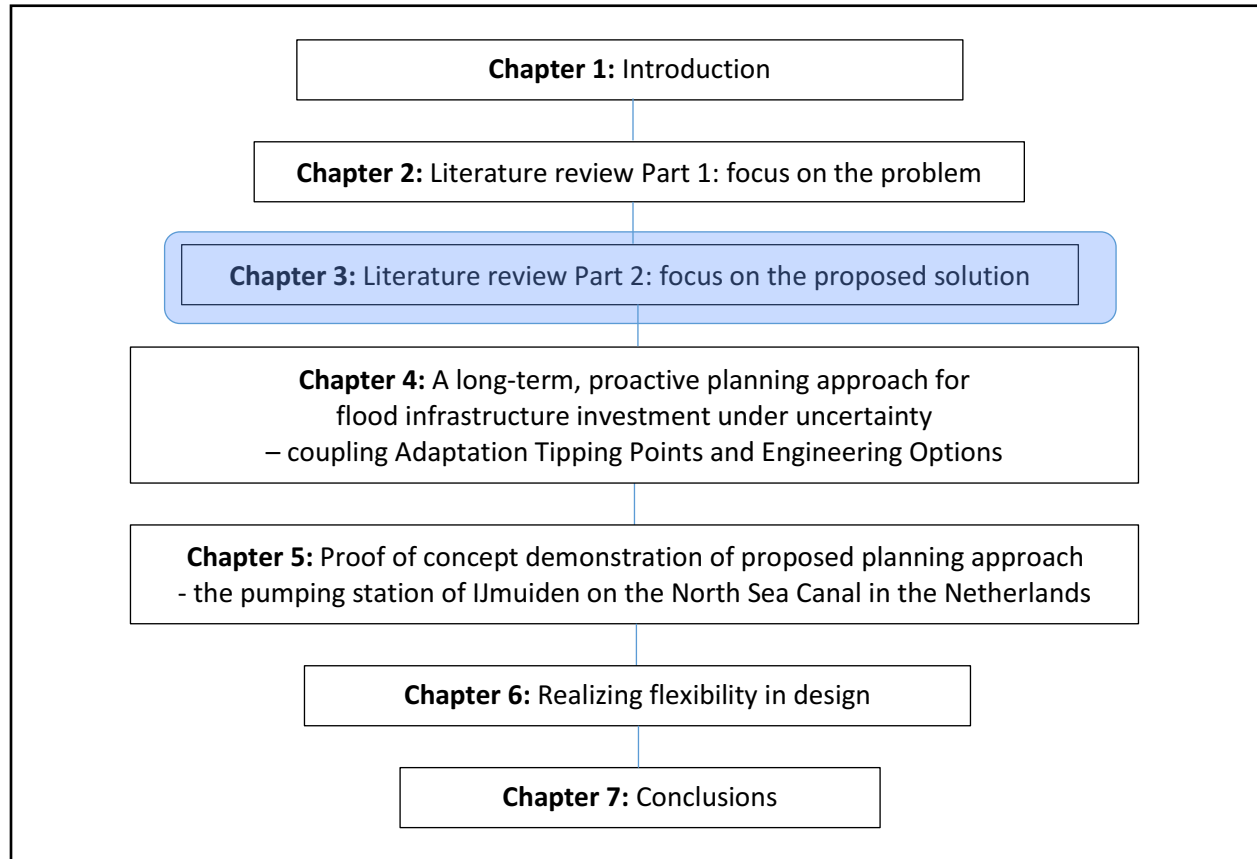 Chapter 1: Introduction
Chapter 2: Literature review Part 1: focus on the problem
Chapter 3: Literature review Part 2: focus on the proposed solution
Chapter 4: A long-term, proactive planning approach for
flood infrastructure investment under uncertainty
– coupling Adaptation Tipping Points and Engineering Options
Chapter 5: Proof of concept demonstration of proposed planning approach
- the pumping station of IJmuiden on the North Sea Canal in the Netherlands
Chapter 6: Realizing flexibility in design
Chapter 7: Conclusions